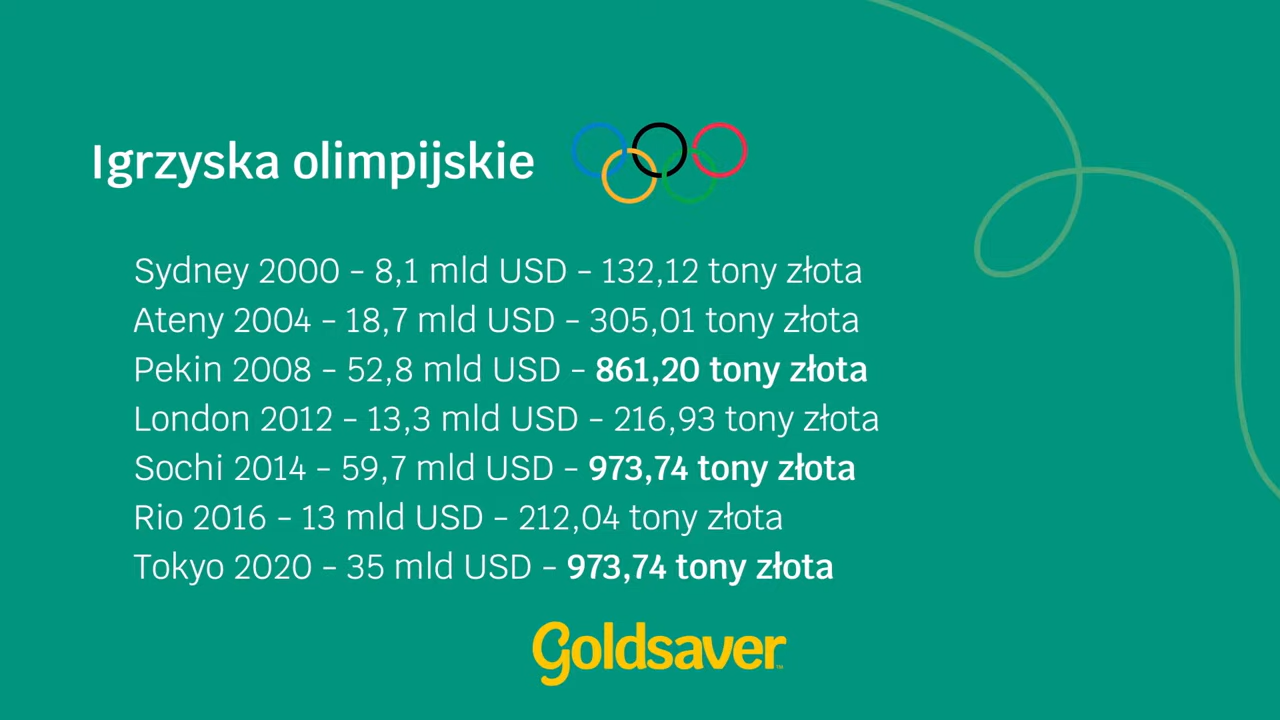 Igrzyska olimpijskie
Sydney 2000 – 8,1 mld USD – 132,12 tony złota
Ateny 2004 – 18,7 mld USD – 305,01 tony złota
Pekin 2008 – 52,8 mld USD – 861,20 tony złota
London 2012 – 13,3 mld USD – 216,93 tony złota
Sochi 2014 – 59,7 mld USD – 973,74 tony złota
Rio 2016 – 13 mld USD – 212,04 tony złota
Tokyo 2020 – 35 mld USD – 973,74 tony złota
Goldsaver™